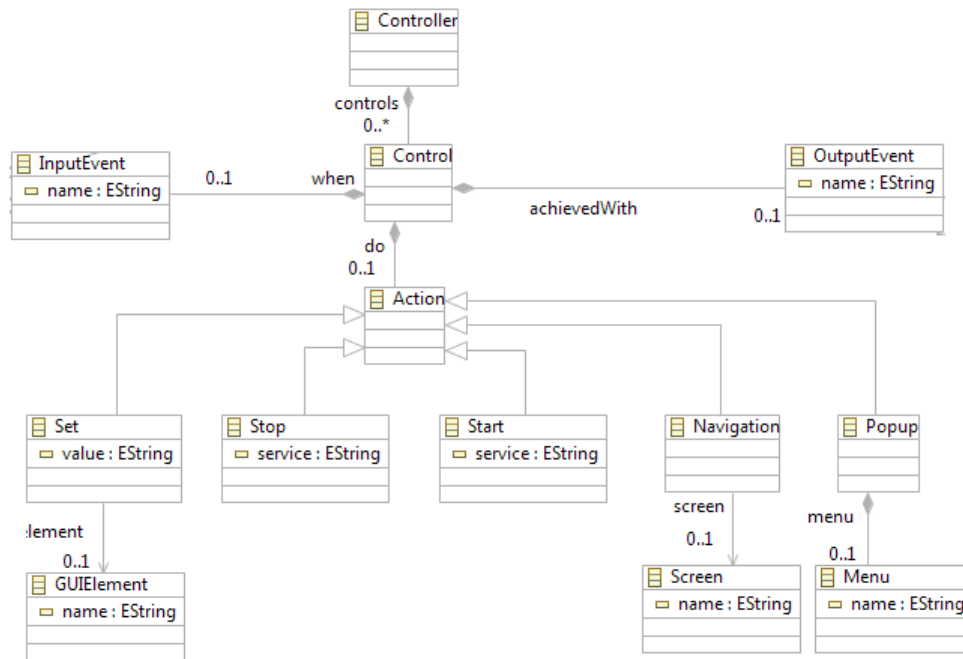 Controller
controls
0..*
InputEvent
name : EString
0..1
when
Control
achievedWith
OutputEvent
name : EString
0..1
do
0..1
Action
Set
value : EString
Stop
service : EString
Start
service : EString
Navigation
Popup
lement
0..1
screen
0..1
menu
0..1
GUIElement
name : EString
Screen
name : EString
Menu
name : EString